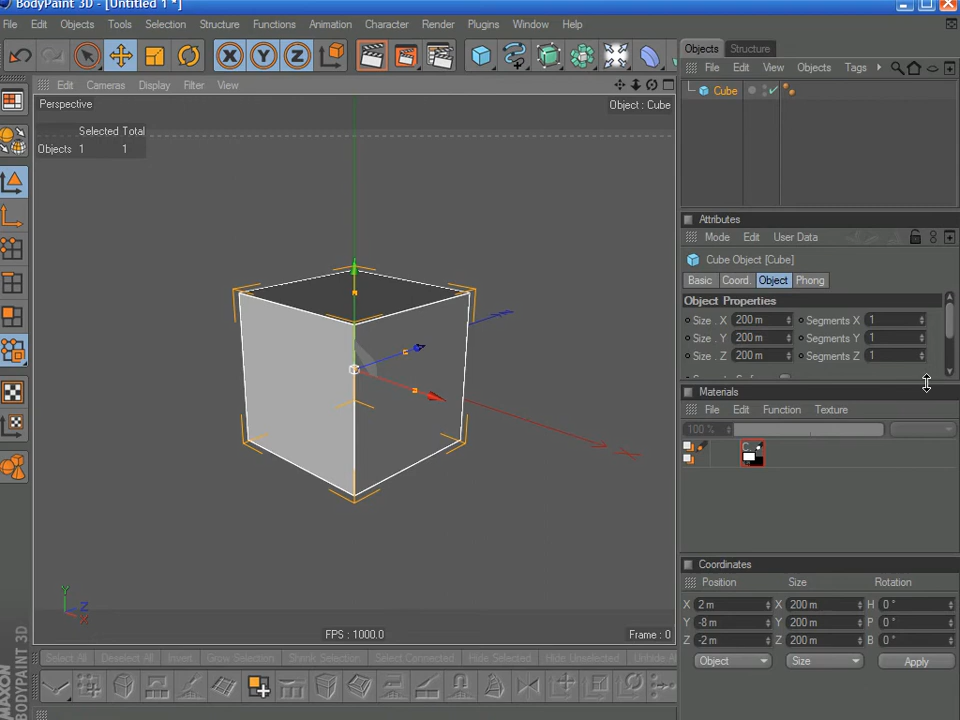 BodyPaint 3D - [Untitled 1 *]
File Edit Objects Tools Selection Structure Functions Animation Character Render Plugins Window Help
X Y Z
Objects Structure
File Edit View Objects Tags
Cube
Edit Cameras Display Filter View
Perspective
Object : Cube
Selected Total
Objects 1 1
Y
Z
X
FPS : 1000.0
Frame : 0
Attributes
Mode Edit User Data
Cube Object [Cube]
Basic Coord. Object Phong
Object Properties
Size . X 200 m Segments X 1
Size . Y 200 m Segments Y 1
Size . Z 200 m Segments Z 1
Materials
File Edit Function Texture
100 %
Coordinates
Position Size Rotation
X 2 m X 200 m H 0 °
Y -8 m Y 200 m P 0 °
Z -2 m Z 200 m B 0 °
Object Size Apply
Select All Deselect All Invert Grow Selection Shrink Selection Select Connected Hide Selected Hide Unselected Unhide All
MAXON
BODYPAINT 3D